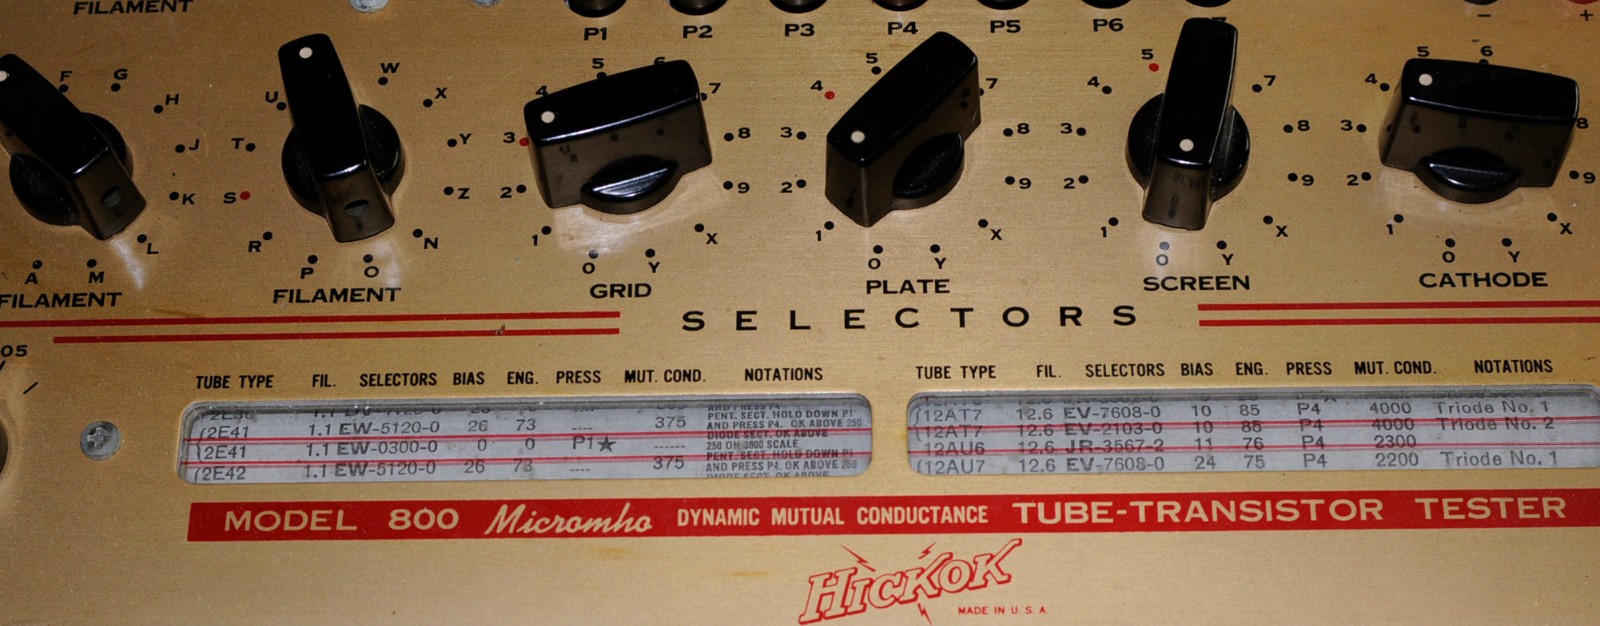 FILAMENT
P1 P2 P3 P4 P5 P6
− +
F G H J K L M A
FILAMENT
U W X Y Z N O P R S T
FILAMENT
0 1 2 3 4 5 6 7 8 9 X Y
GRID
0 1 2 3 4 5 7 8 9 X Y
PLATE
0 1 2 3 4 5 7 8 9 X Y
SCREEN
0 1 2 3 4 5 6 8 9 X Y
CATHODE
SELECTORS
05
TUBE TYPE FIL. SELECTORS BIAS ENG. PRESS MUT. COND. NOTATIONS
PENT. SECT. HOLD DOWN P1
2E41 1.1 EW-5120-0 26 73 ---- 375 AND PRESS P4. OK ABOVE 250
DIODE SECT. OK ABOVE
2E41 1.1 EW-0300-0 0 0 P1★ ------ 250 ON 3000 SCALE
PENT. SECT. HOLD DOWN P1
2E42 1.1 EW-5120-0 26 73 ---- 375 AND PRESS P4. OK ABOVE 250
DIODE SECT. OK ABOVE
TUBE TYPE FIL. SELECTORS BIAS ENG. PRESS MUT. COND. NOTATIONS
12AT7 12.6 EV-7608-0 10 85 P4 4000 Triode No. 1
12AT7 12.6 EV-2103-0 10 85 P4 4000 Triode No. 2
12AU6 12.6 JR-3567-2 11 76 P4 2300
12AU7 12.6 EV-7608-0 24 75 P4 2200 Triode No. 1
MODEL 800 Micromho DYNAMIC MUTUAL CONDUCTANCE TUBE-TRANSISTOR TESTER
HICKOK
MADE IN U.S.A.